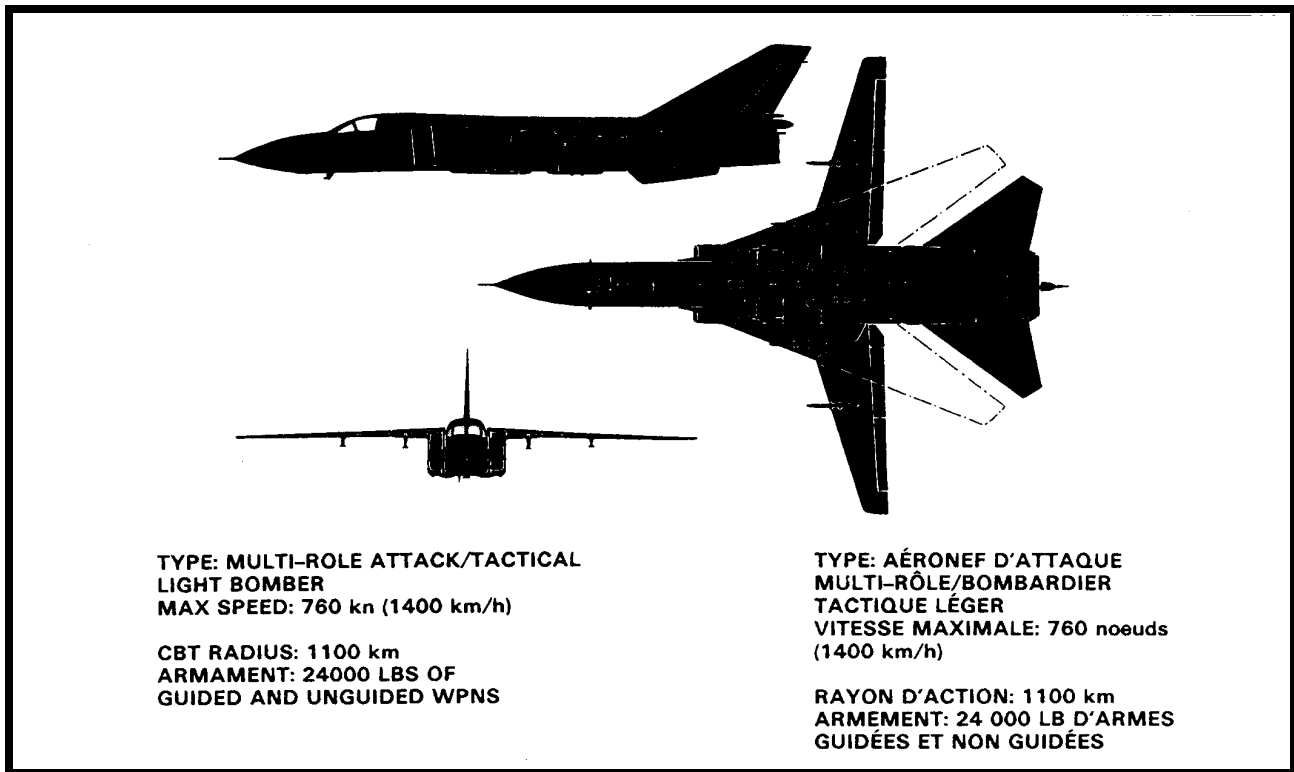 TYPE: MULTI–ROLE ATTACK/TACTICAL
LIGHT BOMBER
MAX SPEED: 760 kn (1400 km/h)
CBT RADIUS: 1100 km
ARMAMENT: 24000 LBS OF
GUIDED AND UNGUIDED WPNS
TYPE: AÉRONEF D'ATTAQUE
MULTI–RÔLE/BOMBARDIER
TACTIQUE LÉGER
VITESSE MAXIMALE: 760 noeuds
(1400 km/h)
RAYON D'ACTION: 1100 km
ARMEMENT: 24 000 LB D'ARMES
GUIDÉES ET NON GUIDÉES